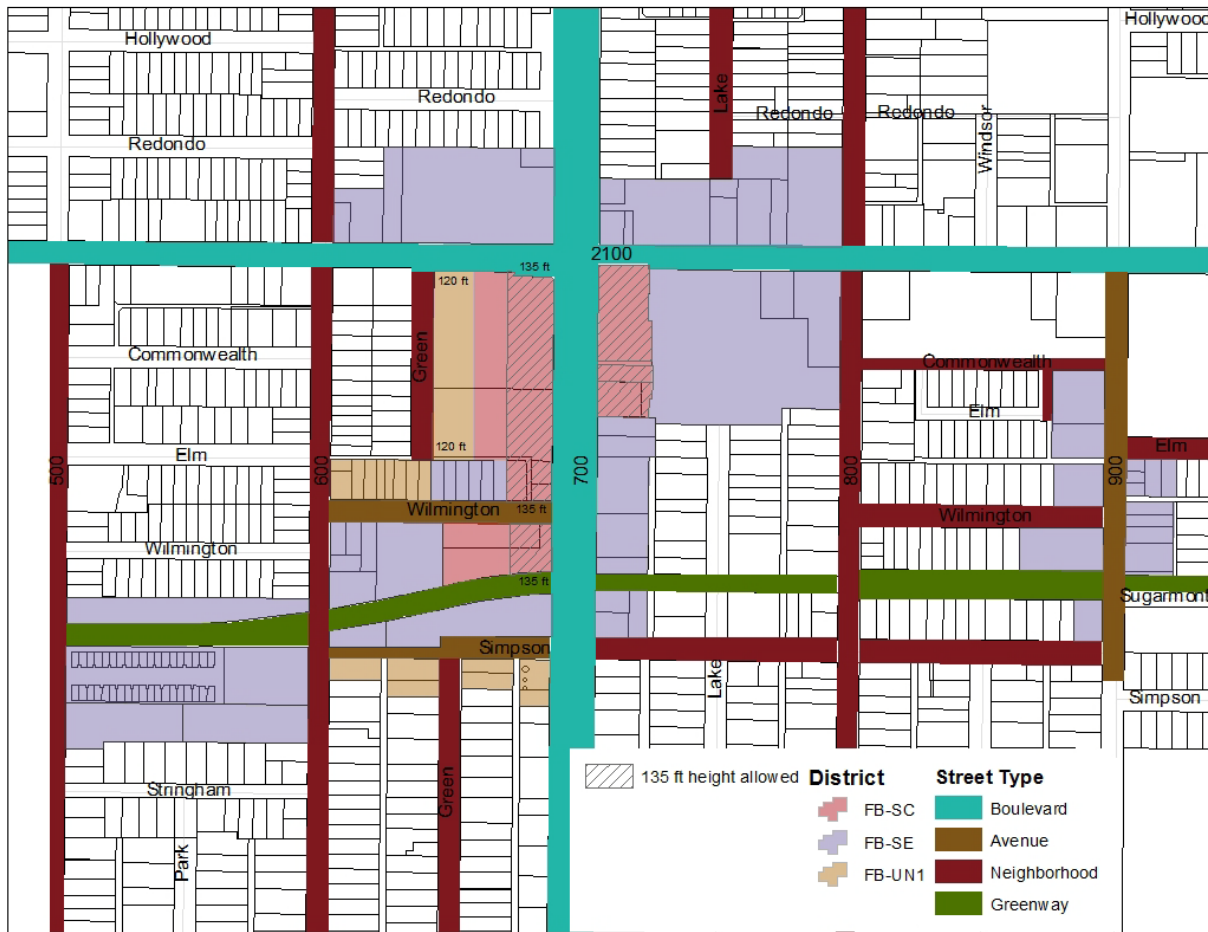 Hollywood
Hollywood
Redondo
Lake
Redondo
Redondo
Redondo
Windsor
2100
135 ft
120 ft
Green
Commonwealth
Commonwealth
Elm
120 ft
Elm
Elm
500
600
700
800
900
Wilmington
135 ft
Wilmington
Wilmington
135 ft
Sugarmont
Simpson
Lake
Simpson
Green
Stringham
Park
135 ft height allowed
District
FB-SC
FB-SE
FB-UN1
Street Type
Boulevard
Avenue
Neighborhood
Greenway